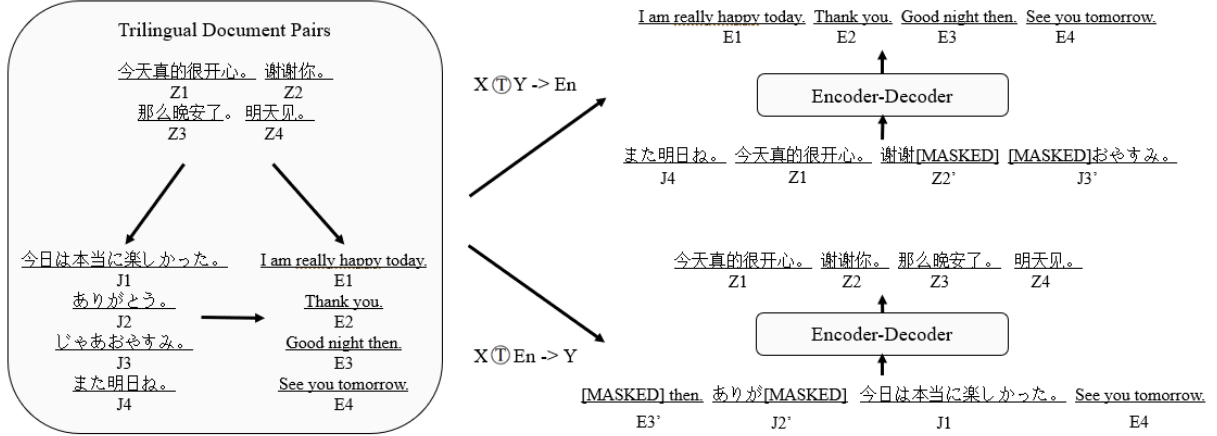 Trilingual Document Pairs
今天真的很开心。 谢谢你。
Z1 Z2
那么晚安了。 明天见。
Z3 Z4
今日は本当に楽しかった。
J1
ありがとう。
J2
じゃあおやすみ。
J3
また明日ね。
J4
I am really happy today.
E1
Thank you.
E2
Good night then.
E3
See you tomorrow.
E4
X Ⓣ Y -> En
I am really happy today. Thank you. Good night then. See you tomorrow.
E1 E2 E3 E4
Encoder-Decoder
また明日ね。 今天真的很开心。 谢谢[MASKED] [MASKED]おやすみ。
J4 Z1 Z2’ J3’
X Ⓣ En -> Y
今天真的很开心。 谢谢你。 那么晚安了。 明天见。
Z1 Z2 Z3 Z4
Encoder-Decoder
[MASKED] then. ありが[MASKED] 今日は本当に楽しかった。 See you tomorrow.
E3’ J2’ J1 E4